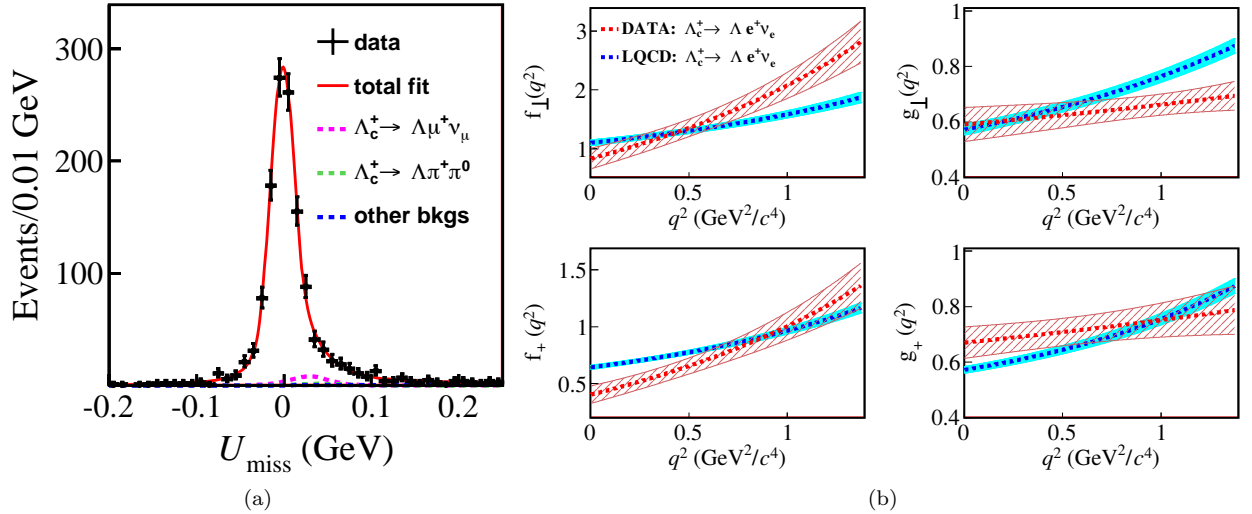 Events/0.01 GeV
300
200
100
data
total fit
Λc+→ Λμ+νμ
Λc+→ Λπ+π0
other bkgs
-0.2 -0.1 0 0.1 0.2
Umiss (GeV)
(a)
f⊥(q2)
3
2
1
DATA: Λc+→ Λ e+νe
LQCD: Λc+→ Λ e+νe
0 0.5 1
q2 (GeV2/c4)
g⊥(q2)
1
0.8
0.6
0.4
0 0.5 1
q2 (GeV2/c4)
f+(q2)
1.5
1
0.5
0 0.5 1
q2 (GeV2/c4)
g+(q2)
1
0.8
0.6
0.4
0 0.5 1
q2 (GeV2/c4)
(b)